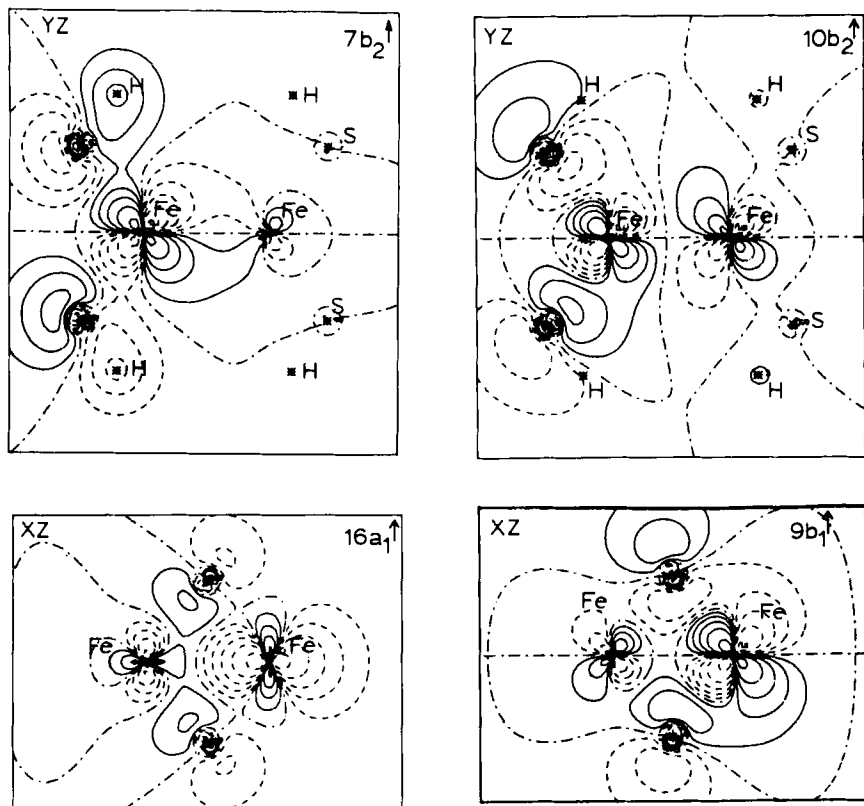 YZ 7b₂↑
H H
S
Fe Fe
S
H H
YZ 10b₂↑
H H
S
Fe Fe
S
H H
XZ 16a₁↑
Fe Fe
XZ 9b₁↑
Fe Fe